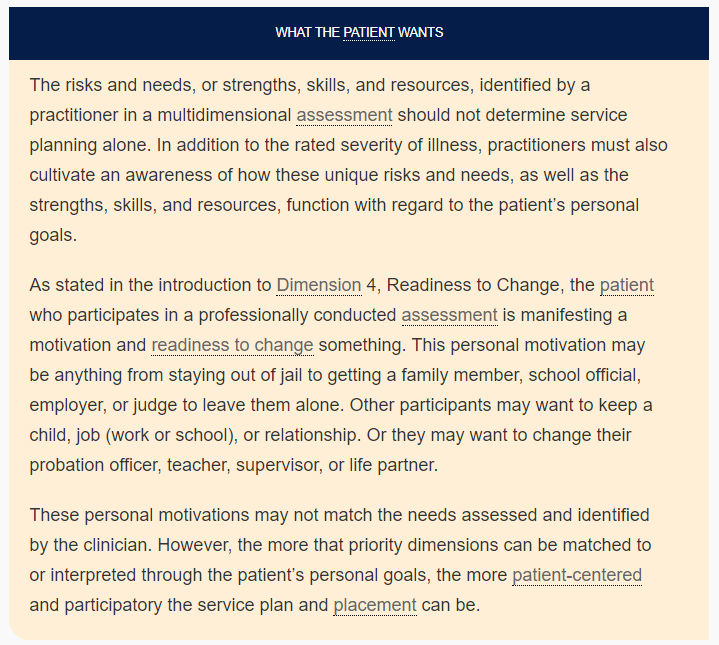 WHAT THE PATIENT WANTS
The risks and needs, or strengths, skills, and resources, identified by a
practitioner in a multidimensional assessment should not determine service
planning alone. In addition to the rated severity of illness, practitioners must also
cultivate an awareness of how these unique risks and needs, as well as the
strengths, skills, and resources, function with regard to the patient’s personal
goals.
As stated in the introduction to Dimension 4, Readiness to Change, the patient
who participates in a professionally conducted assessment is manifesting a
motivation and readiness to change something. This personal motivation may
be anything from staying out of jail to getting a family member, school official,
employer, or judge to leave them alone. Other participants may want to keep a
child, job (work or school), or relationship. Or they may want to change their
probation officer, teacher, supervisor, or life partner.
These personal motivations may not match the needs assessed and identified
by the clinician. However, the more that priority dimensions can be matched to
or interpreted through the patient’s personal goals, the more patient-centered
and participatory the service plan and placement can be.